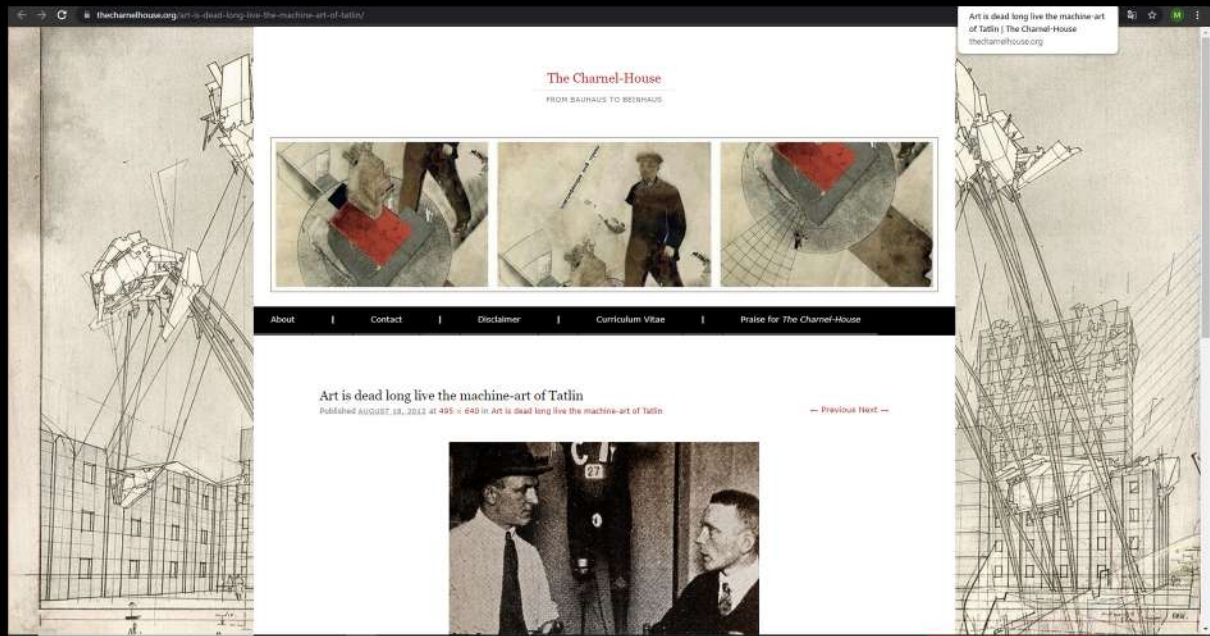 thecharnelhouse.org/art-is-dead-long-live-the-machine-art-of-tatlin/
Art is dead long live the machine-art
of Tatlin | The Charnel-House
thecharnelhouse.org
M
The Charnel-House
FROM BAUHAUS TO BEINHAUS
About | Contact | Disclaimer | Curriculum Vitae | Praise for The Charnel-House
Art is dead long live the machine-art of Tatlin
Published AUGUST 18, 2012 at 495 × 640 in Art is dead long live the machine-art of Tatlin
← Previous Next →
27